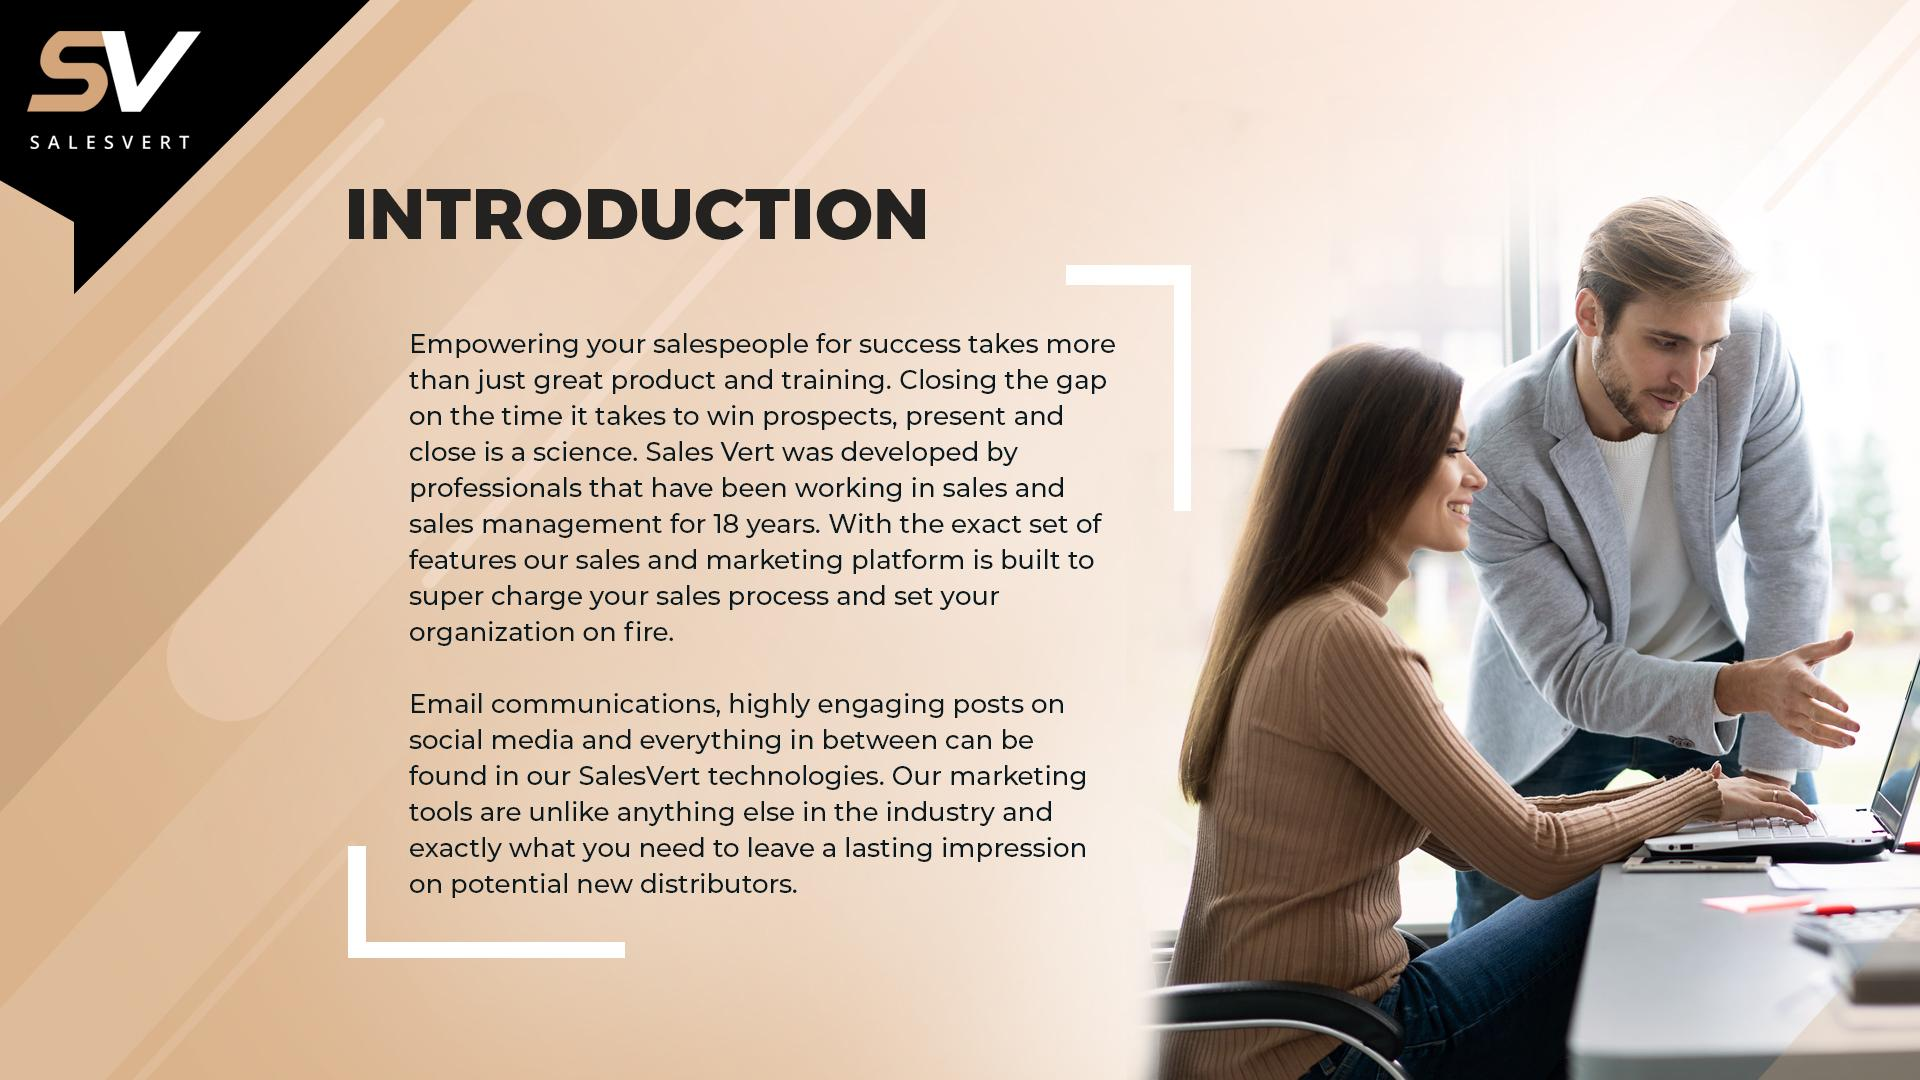 SV
SALESVERT
INTRODUCTION
Empowering your salespeople for success takes more
than just great product and training. Closing the gap
on the time it takes to win prospects, present and
close is a science. Sales Vert was developed by
professionals that have been working in sales and
sales management for 18 years. With the exact set of
features our sales and marketing platform is built to
super charge your sales process and set your
organization on fire.
Email communications, highly engaging posts on
social media and everything in between can be
found in our SalesVert technologies. Our marketing
tools are unlike anything else in the industry and
exactly what you need to leave a lasting impression
on potential new distributors.